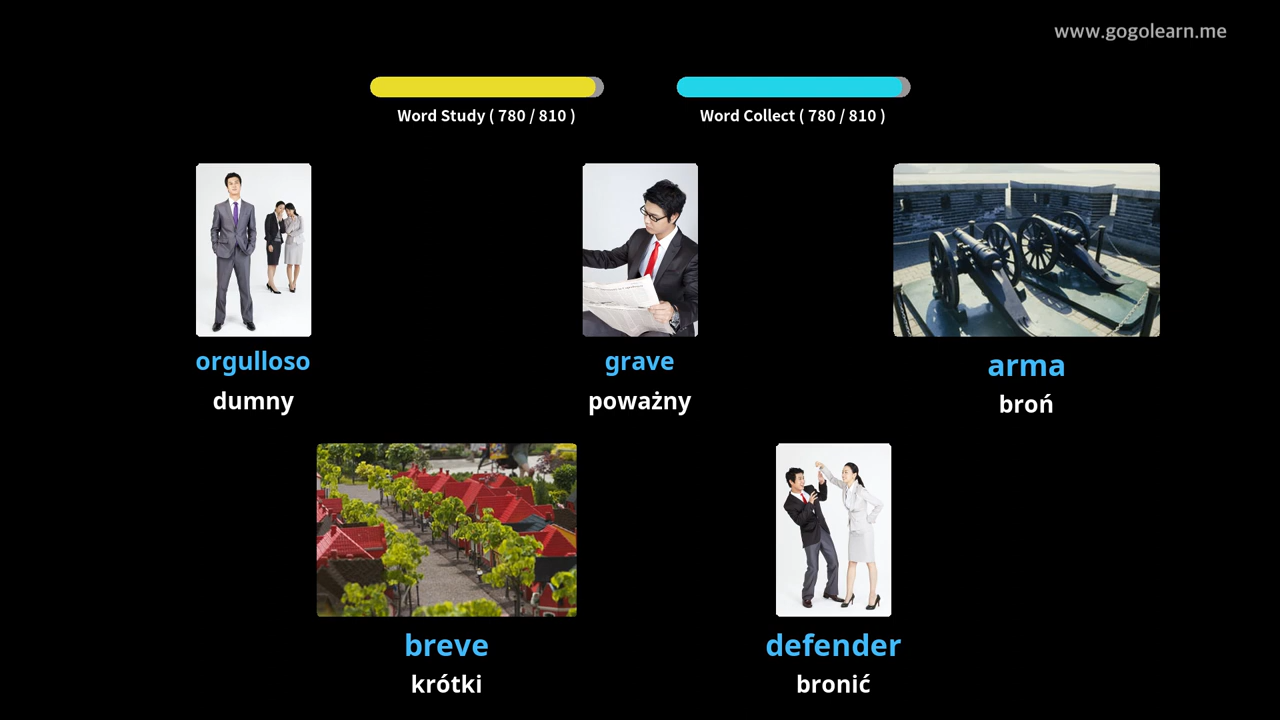 www.gogolearn.me
Word Study ( 780 / 810 )
Word Collect ( 780 / 810 )
orgulloso
dumny
grave
poważny
arma
broń
breve
krótki
defender
bronić